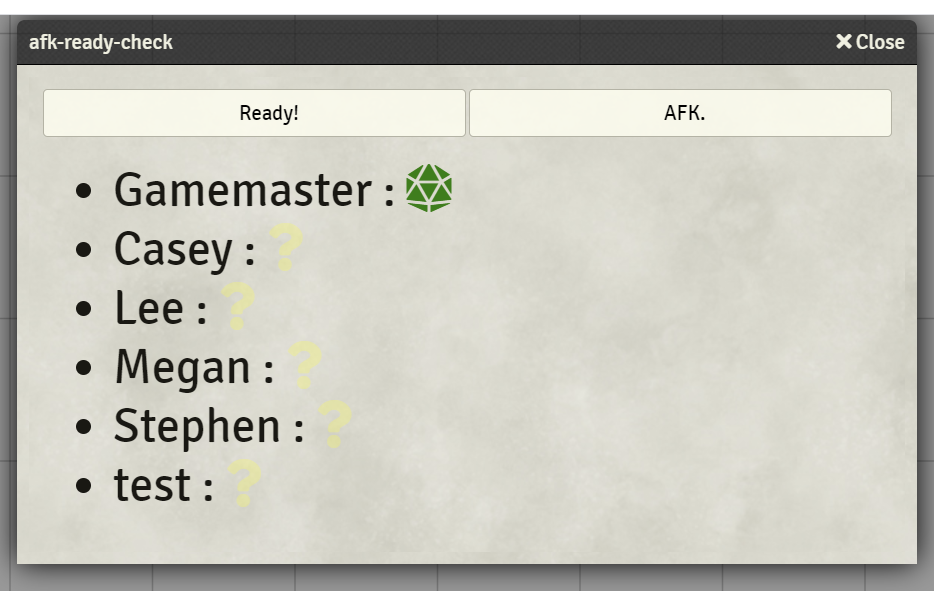 afk-ready-check
Close
Ready!
AFK.
Gamemaster :
Casey : ?
Lee : ?
Megan : ?
Stephen : ?
test : ?